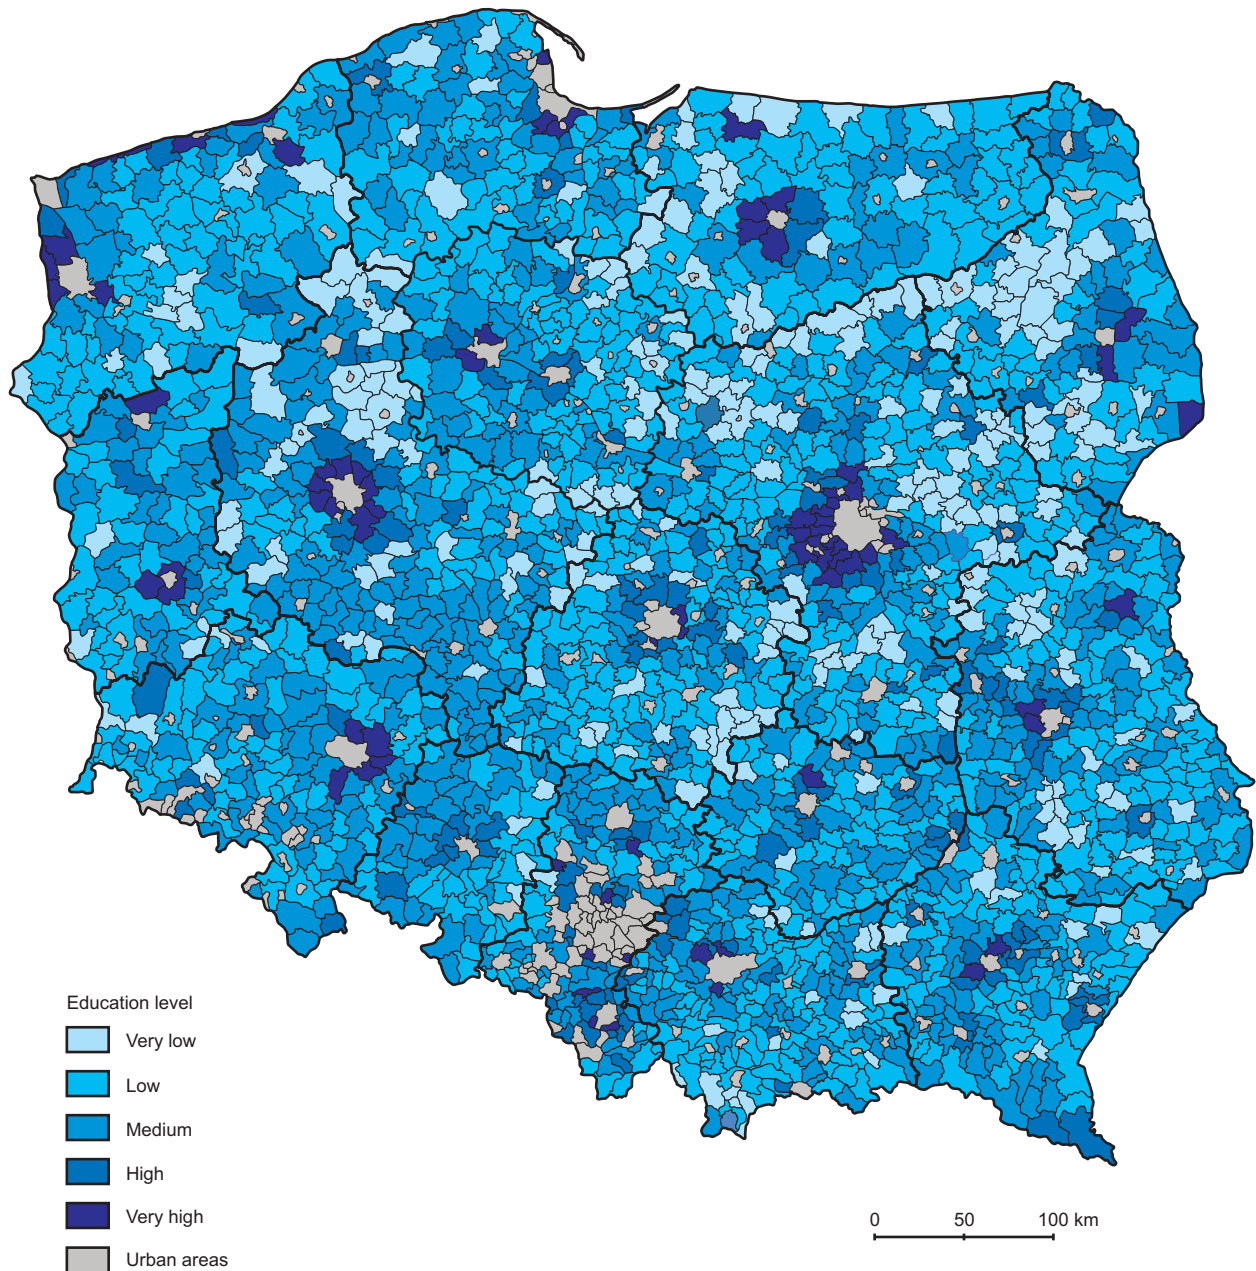 Education level
Very low
Low
Medium
High
Very high
Urban areas
0 50 100 km